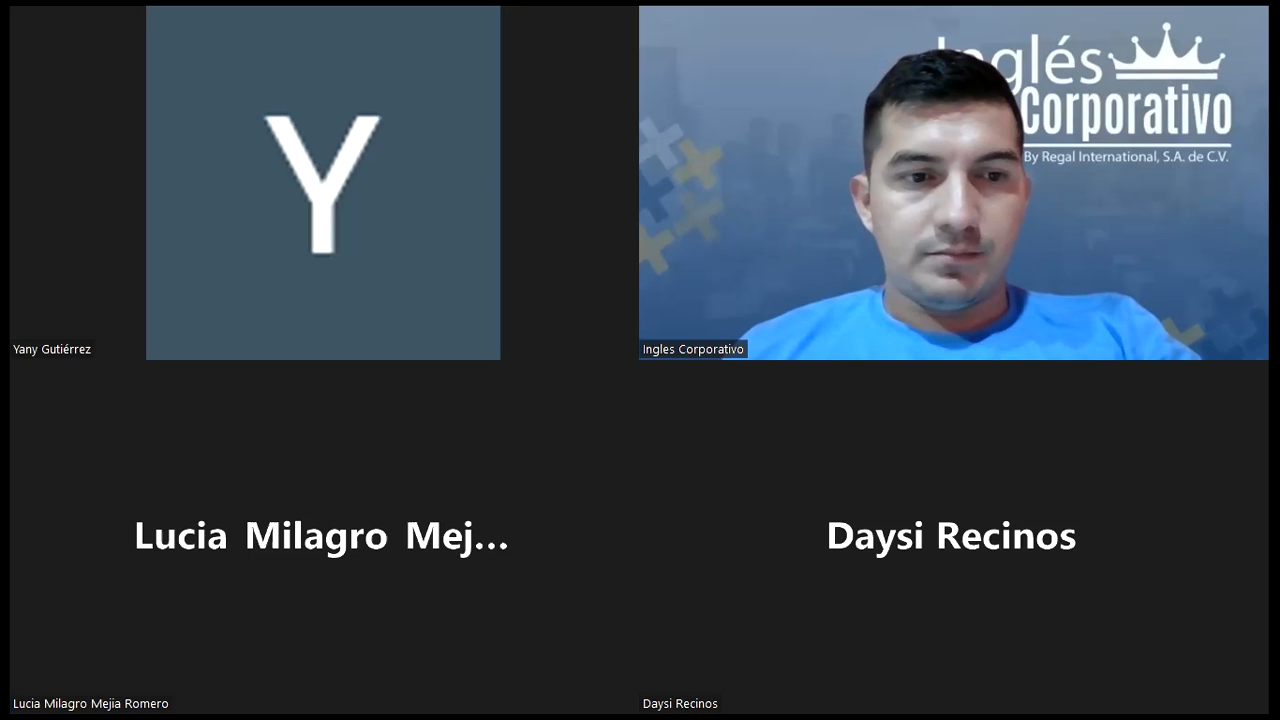 Y
Yany Gutiérrez
Inglés
Corporativo
By Regal International, S.A. de C.V.
Ingles Corporativo
Lucia Milagro Mej...
Daysi Recinos
Lucia Milagro Mejia Romero
Daysi Recinos